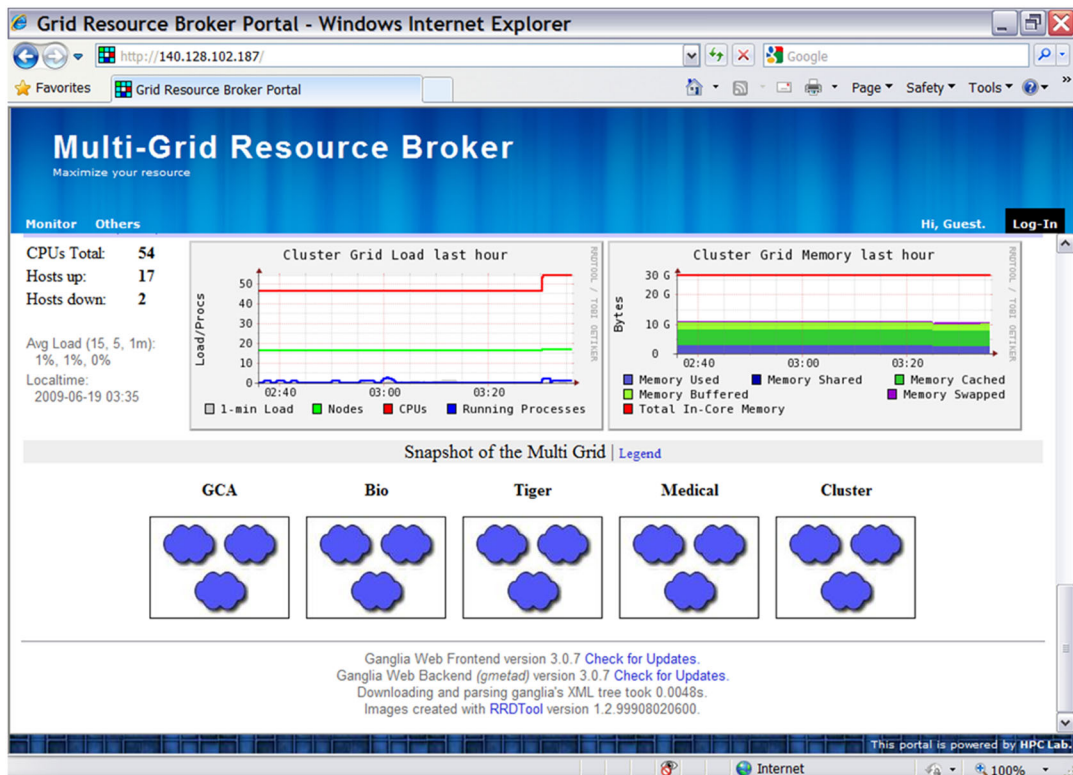 Grid Resource Broker Portal - Windows Internet Explorer
http://140.128.102.187/
Google
Favorites
Grid Resource Broker Portal
Page
Safety
Tools
Multi-Grid Resource Broker
Maximize your resource
Monitor Others
Hi, Guest. Log-In
CPUs Total: 54
Hosts up: 17
Hosts down: 2
Avg Load (15, 5, 1m):
1%, 1%, 0%
Localtime:
2009-06-19 03:35
Cluster Grid Load last hour
Load/Procs
50
40
30
20
10
0
02:40 03:00 03:20
1-min Load Nodes CPUs Running Processes
RRDTOOL / TOBI OETIKER
Cluster Grid Memory last hour
Bytes
30 G
20 G
10 G
0
02:40 03:00 03:20
Memory Used Memory Shared Memory Cached
Memory Buffered Memory Swapped
Total In-Core Memory
RRDTOOL / TOBI OETIKER
Snapshot of the Multi Grid | Legend
GCA Bio Tiger Medical Cluster
Ganglia Web Frontend version 3.0.7 Check for Updates.
Ganglia Web Backend (gmetad) version 3.0.7 Check for Updates.
Downloading and parsing ganglia's XML tree took 0.0048s.
Images created with RRDTool version 1.2.99908020600.
This portal is powered by HPC Lab.
Internet
100%